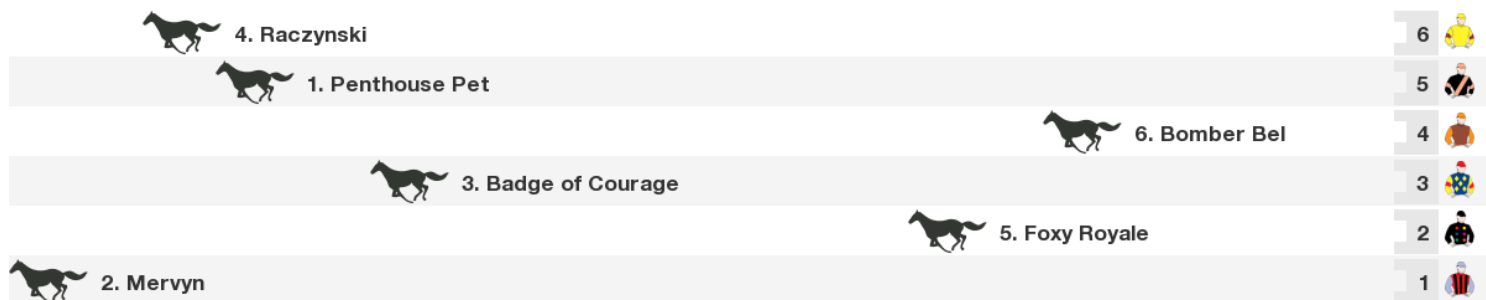 4. Raczynski 6
1. Penthouse Pet 5
6. Bomber Bel 4
3. Badge of Courage 3
5. Foxy Royale 2
2. Mervyn 1